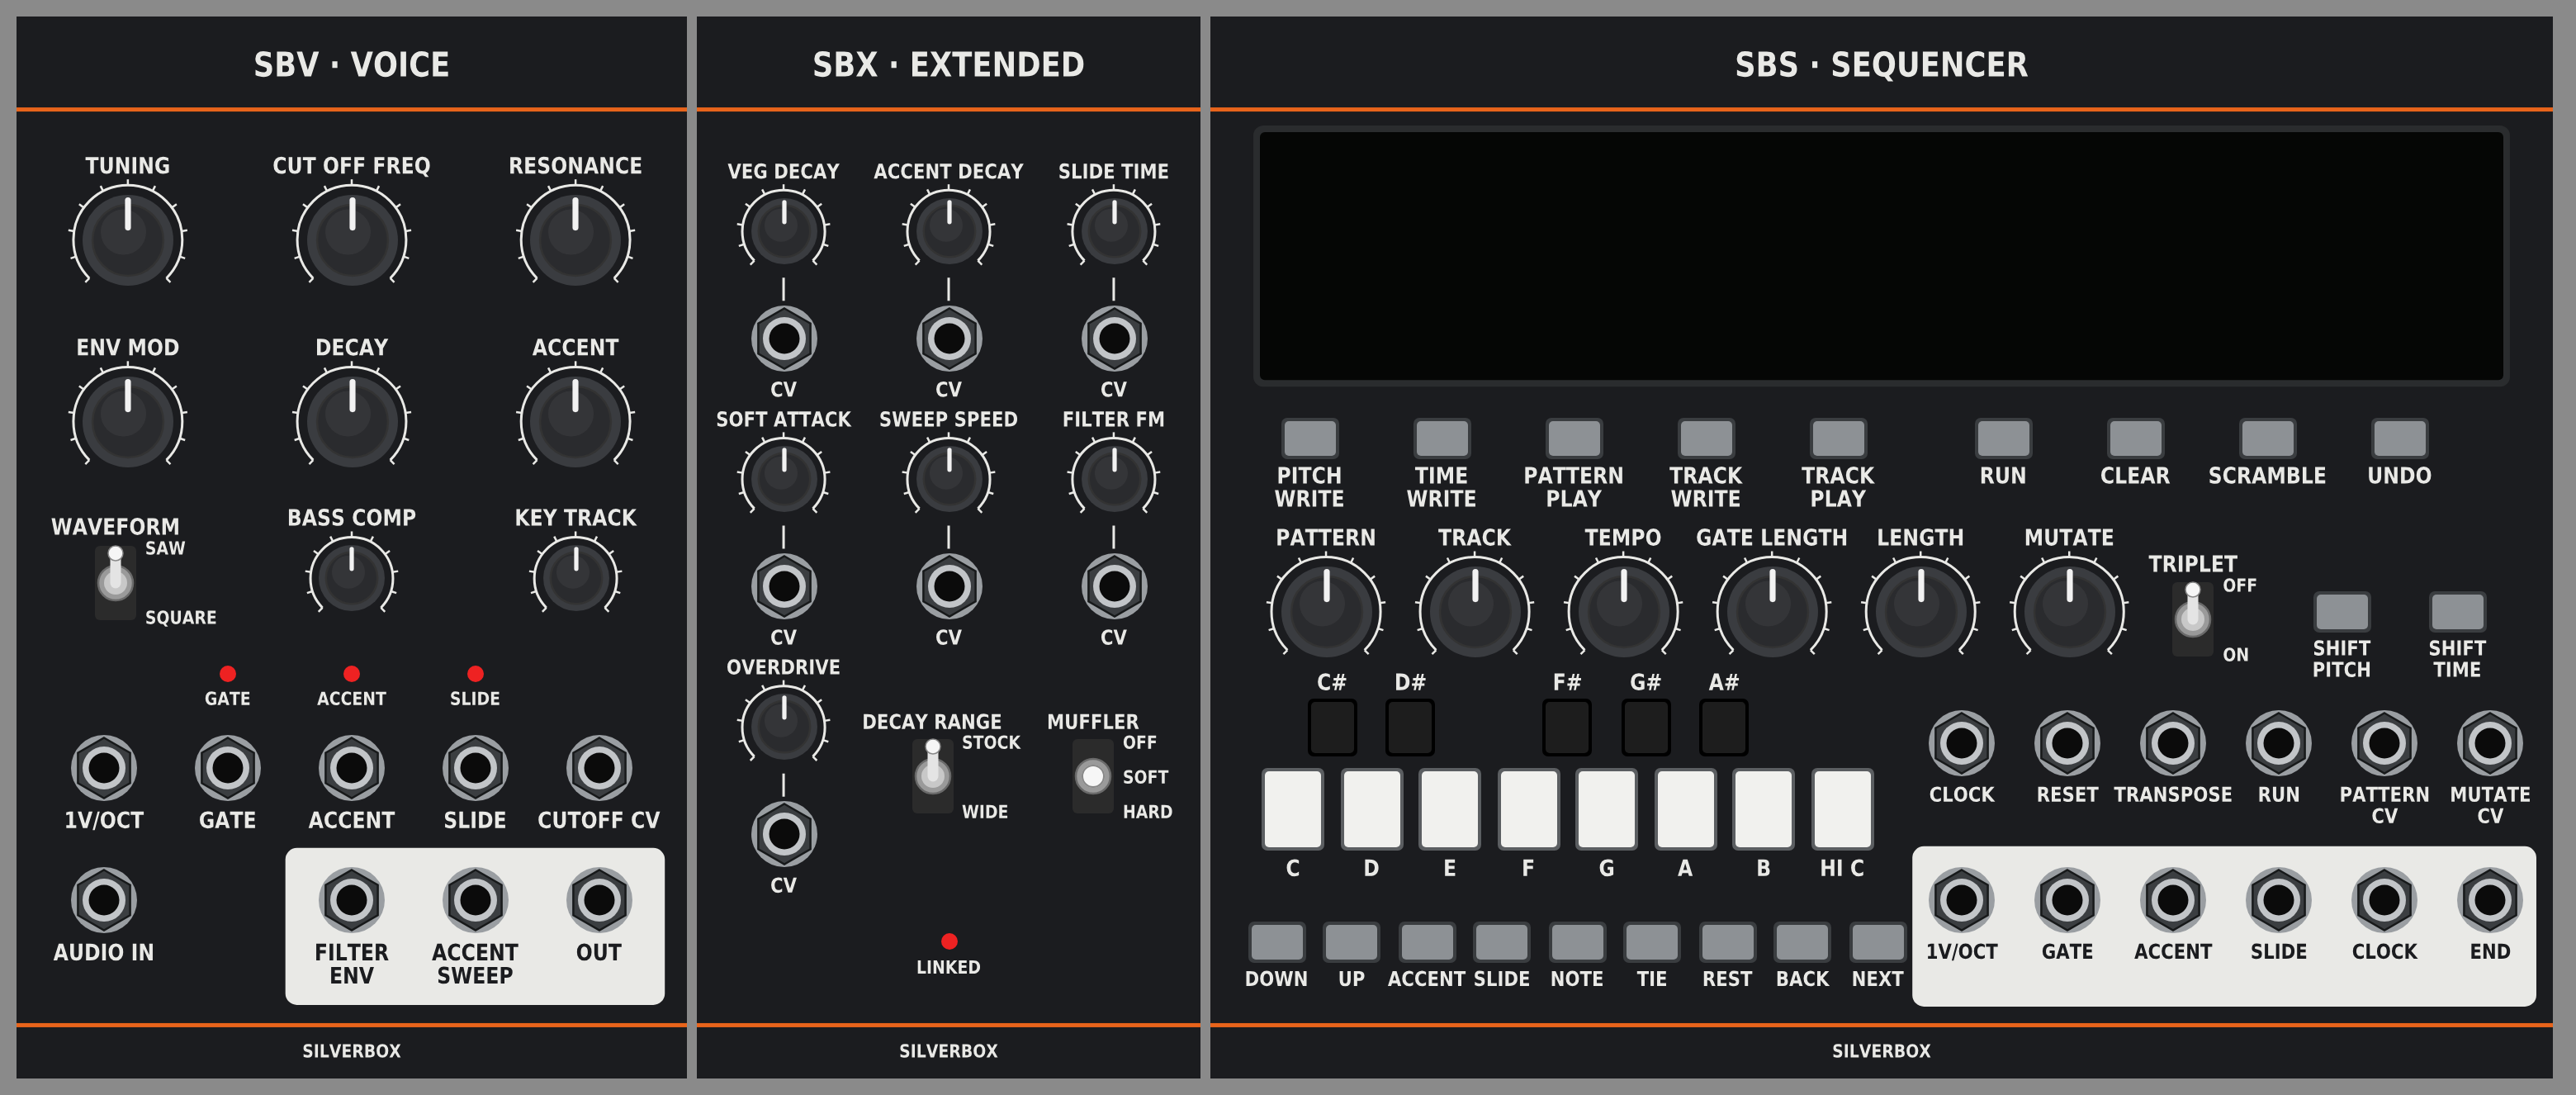 SBV · VOICE
TUNING
CUT OFF FREQ
RESONANCE
ENV MOD
DECAY
ACCENT
WAVEFORM
SAW
SQUARE
BASS COMP
KEY TRACK
GATE
ACCENT
SLIDE
1V/OCT
GATE
ACCENT
SLIDE
CUTOFF CV
AUDIO IN
FILTER
ENV
ACCENT
SWEEP
OUT
SILVERBOX
SBX · EXTENDED
VEG DECAY
ACCENT DECAY
SLIDE TIME
CV
CV
CV
SOFT ATTACK
SWEEP SPEED
FILTER FM
CV
CV
CV
OVERDRIVE
DECAY RANGE
STOCK
WIDE
MUFFLER
OFF
SOFT
HARD
CV
LINKED
SILVERBOX
SBS · SEQUENCER
PITCH
WRITE
TIME
WRITE
PATTERN
PLAY
TRACK
WRITE
TRACK
PLAY
RUN
CLEAR
SCRAMBLE
UNDO
PATTERN
TRACK
TEMPO
GATE LENGTH
LENGTH
MUTATE
TRIPLET
OFF
ON
SHIFT
PITCH
SHIFT
TIME
C#
D#
F#
G#
A#
C
D
E
F
G
A
B
HI C
CLOCK
RESET
TRANSPOSE
RUN
PATTERN
CV
MUTATE
CV
DOWN
UP
ACCENT
SLIDE
NOTE
TIE
REST
BACK
NEXT
1V/OCT
GATE
ACCENT
SLIDE
CLOCK
END
SILVERBOX